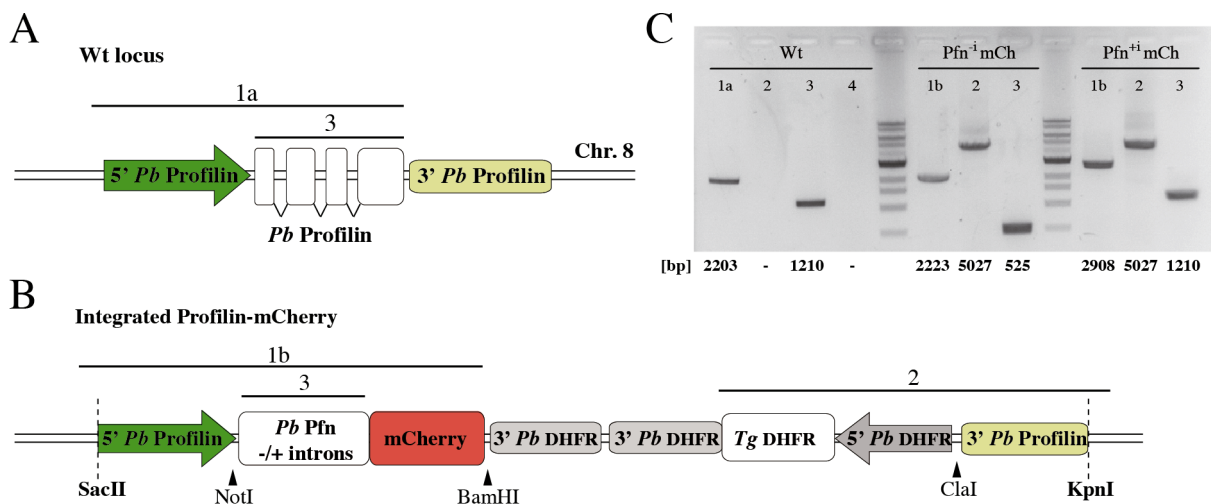 A
Wt locus
1a
3
5’ Pb Profilin
3’ Pb Profilin
Chr. 8
Pb Profilin
B
Integrated Profilin-mCherry
1b
3
2
5’ Pb Profilin
Pb Pfn
-/+ introns
mCherry
3’ Pb DHFR
3’ Pb DHFR
Tg DHFR
5’ Pb DHFR
3’ Pb Profilin
SacII
NotI
BamHI
ClaI
KpnI
C
Wt
Pfn-i mCh
Pfn+i mCh
1a 2 3 4 1b 2 3 1b 2 3
[bp] 2203 - 1210 - 2223 5027 525 2908 5027 1210